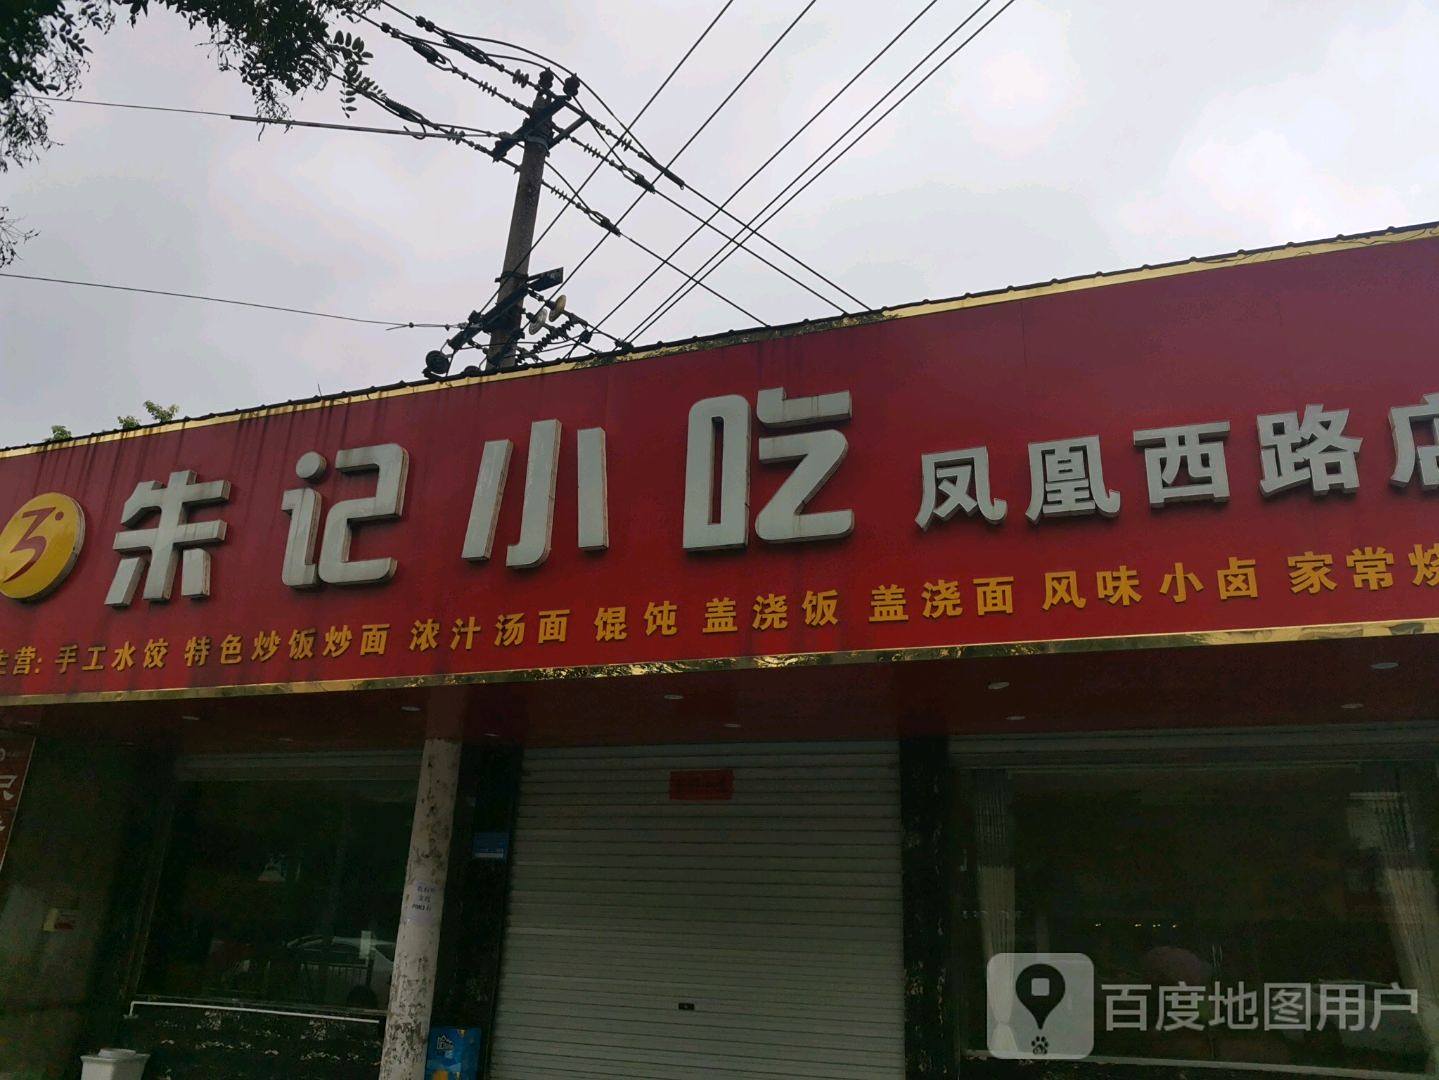 朱记小吃 凤凰西路店
主营: 手工水饺 特色炒饭炒面 浓汁汤面 馄饨 盖浇饭 盖浇面 风味小卤 家常烧
百度地图用户